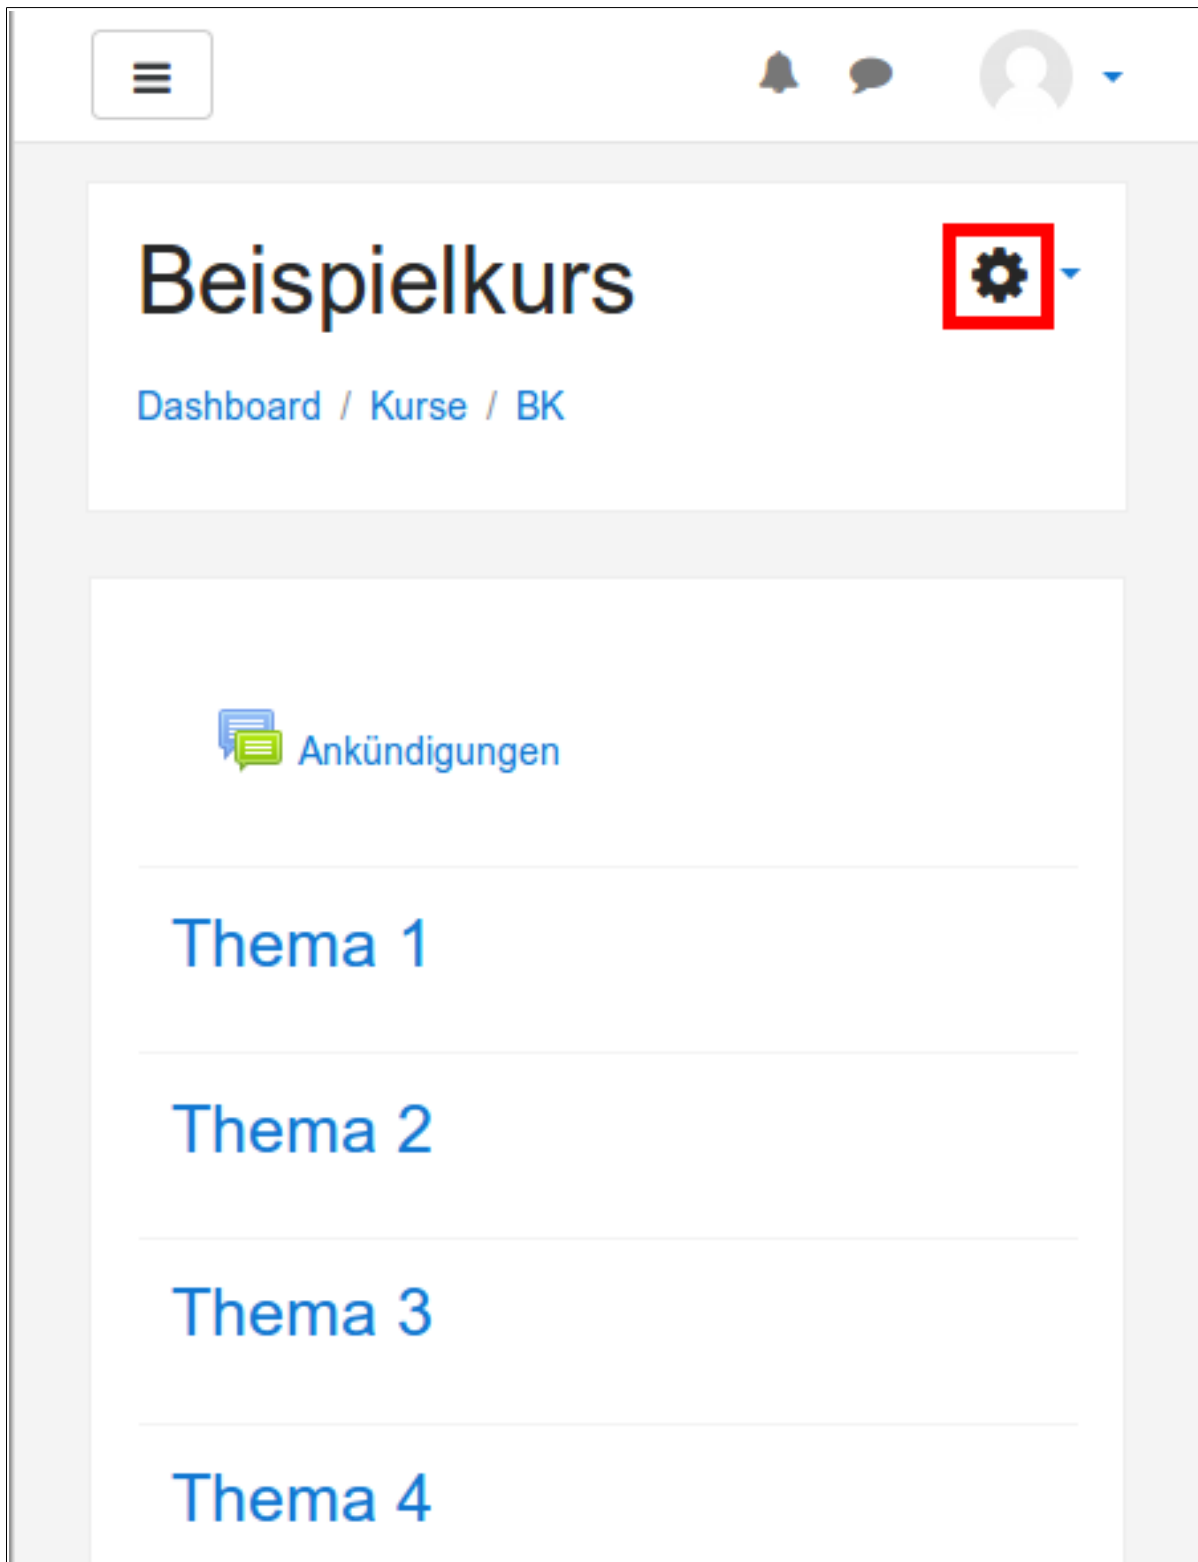 Beispielkurs
Dashboard / Kurse / BK
Ankündigungen
Thema 1
Thema 2
Thema 3
Thema 4